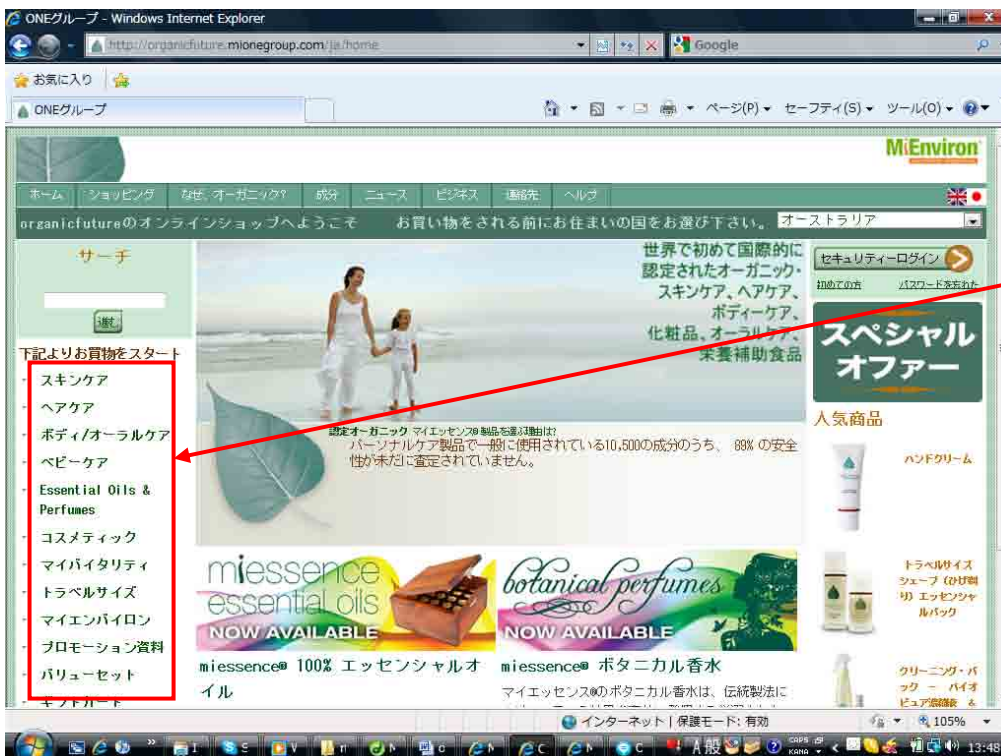 ONEグループ - Windows Internet Explorer
http://organicfuture.mionegroup.com/ja/home
Google
お気に入り
ONEグループ
ページ(P) セーフティ(S) ツール(O)
MiEnviron
ホーム ショッピング なぜ、オーガニック? 成分 ニュース ビジネス 連絡先 ヘルプ
organicfutureのオンラインショップへようこそ お買い物をされる前にお住まいの国をお選び下さい。 オーストラリア
サーチ
進む
下記よりお買物をスタート
スキンケア
ヘアケア
ボディ/オーラルケア
ベビーケア
Essential Oils &
Perfumes
コスメティック
マイバイタリティ
トラベルサイズ
マイエンバイロン
プロモーション資料
バリューセット
ギフトカード
世界で初めて国際的に
認定されたオーガニック・
スキンケア、ヘアケア、
ボディーケア、
化粧品、オーラルケア、
栄養補助食品
認定オーガニック マイエッセンス® 製品を選ぶ理由は?
パーソナルケア製品で一般に使用されている10,500の成分のうち、 89% の安全
性が未だに査定されていません。
miessence
essential oils
NOW AVAILABLE
botanical perfumes
NOW AVAILABLE
miessence® 100% エッセンシャルオ
イル
miessence® ボタニカル香水
マイエッセンス®のボタニカル香水は、伝統製法に
セキュリティーログイン
初めての方 パスワードを忘れた
スペシャル
オファー
人気商品
ハンドクリーム
トラベルサイズ
シェーブ (ひげ剃
り) エッセンシャ
ルパック
クリーニング・パ
ック - バイオ
ピュア濃縮液 &
インターネット | 保護モード: 有効
105%
A 般
CAPS
KANA
13:43